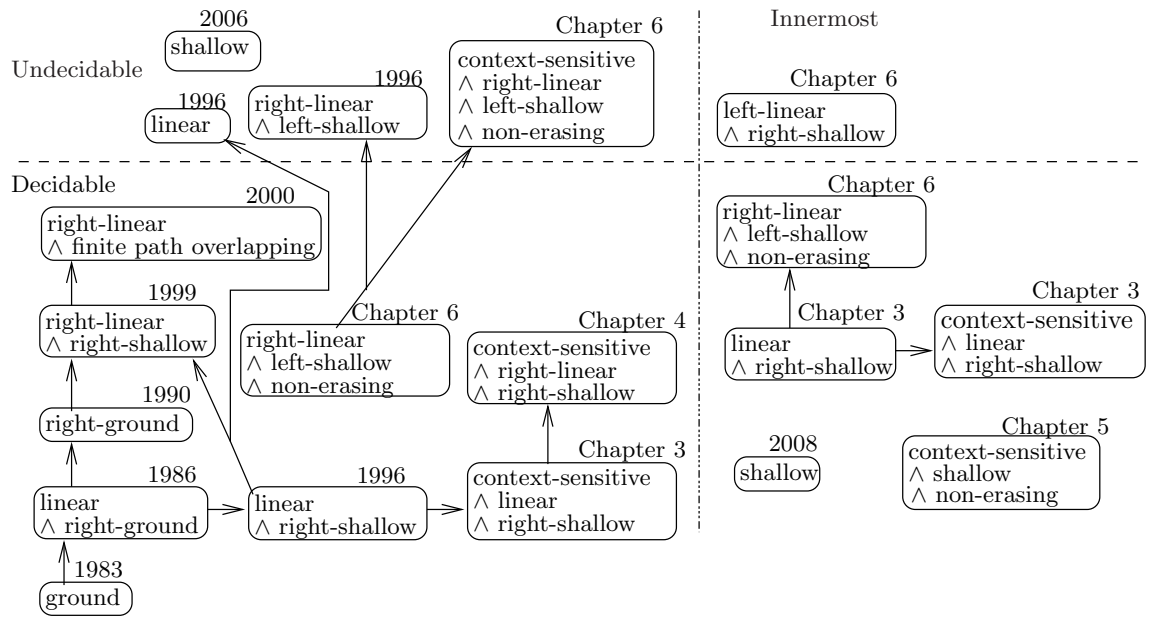 2006
shallow
Undecidable
1996
linear
1996
right-linear
∧ left-shallow
Chapter 6
context-sensitive
∧ right-linear
∧ left-shallow
∧ non-erasing
Innermost
Chapter 6
left-linear
∧ right-shallow
Decidable
2000
right-linear
∧ finite path overlapping
1999
right-linear
∧ right-shallow
Chapter 6
right-linear
∧ left-shallow
∧ non-erasing
Chapter 4
context-sensitive
∧ right-linear
∧ right-shallow
1990
right-ground
1986
linear
∧ right-ground
1996
linear
∧ right-shallow
Chapter 3
context-sensitive
∧ linear
∧ right-shallow
1983
ground
Chapter 6
right-linear
∧ left-shallow
∧ non-erasing
Chapter 3
linear
∧ right-shallow
Chapter 3
context-sensitive
∧ linear
∧ right-shallow
2008
shallow
Chapter 5
context-sensitive
∧ shallow
∧ non-erasing